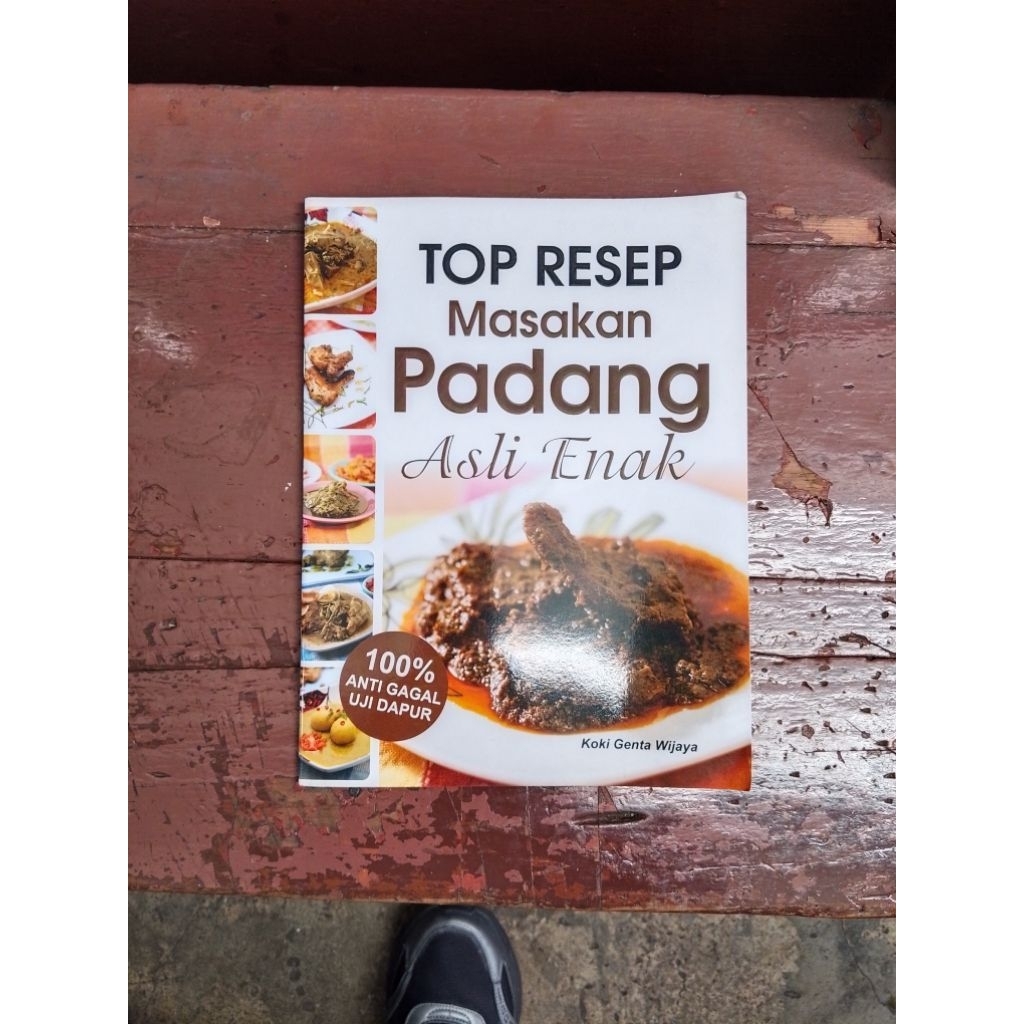 TOP RESEP
Masakan
Padang
Asli Enak
100%
ANTI GAGAL
UJI DAPUR
Koki Genta Wijaya